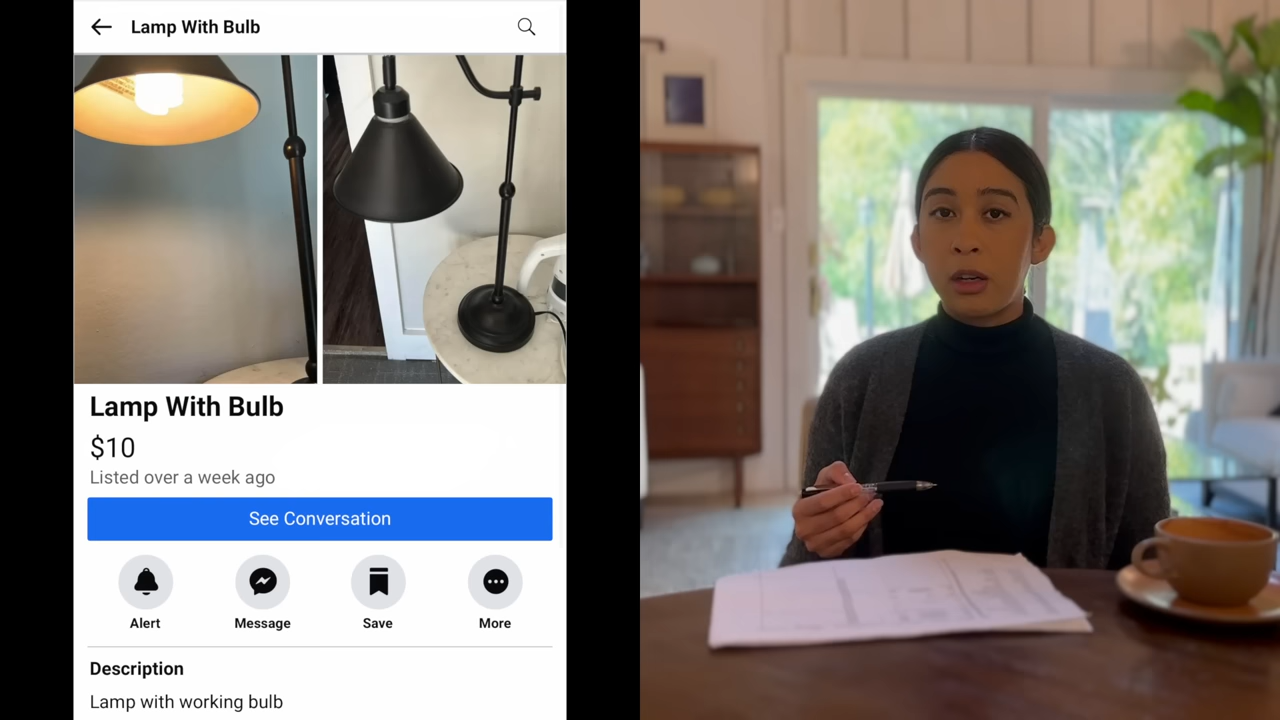 Lamp With Bulb
Lamp With Bulb
$10
Listed over a week ago
See Conversation
Alert
Message
Save
More
Description
Lamp with working bulb